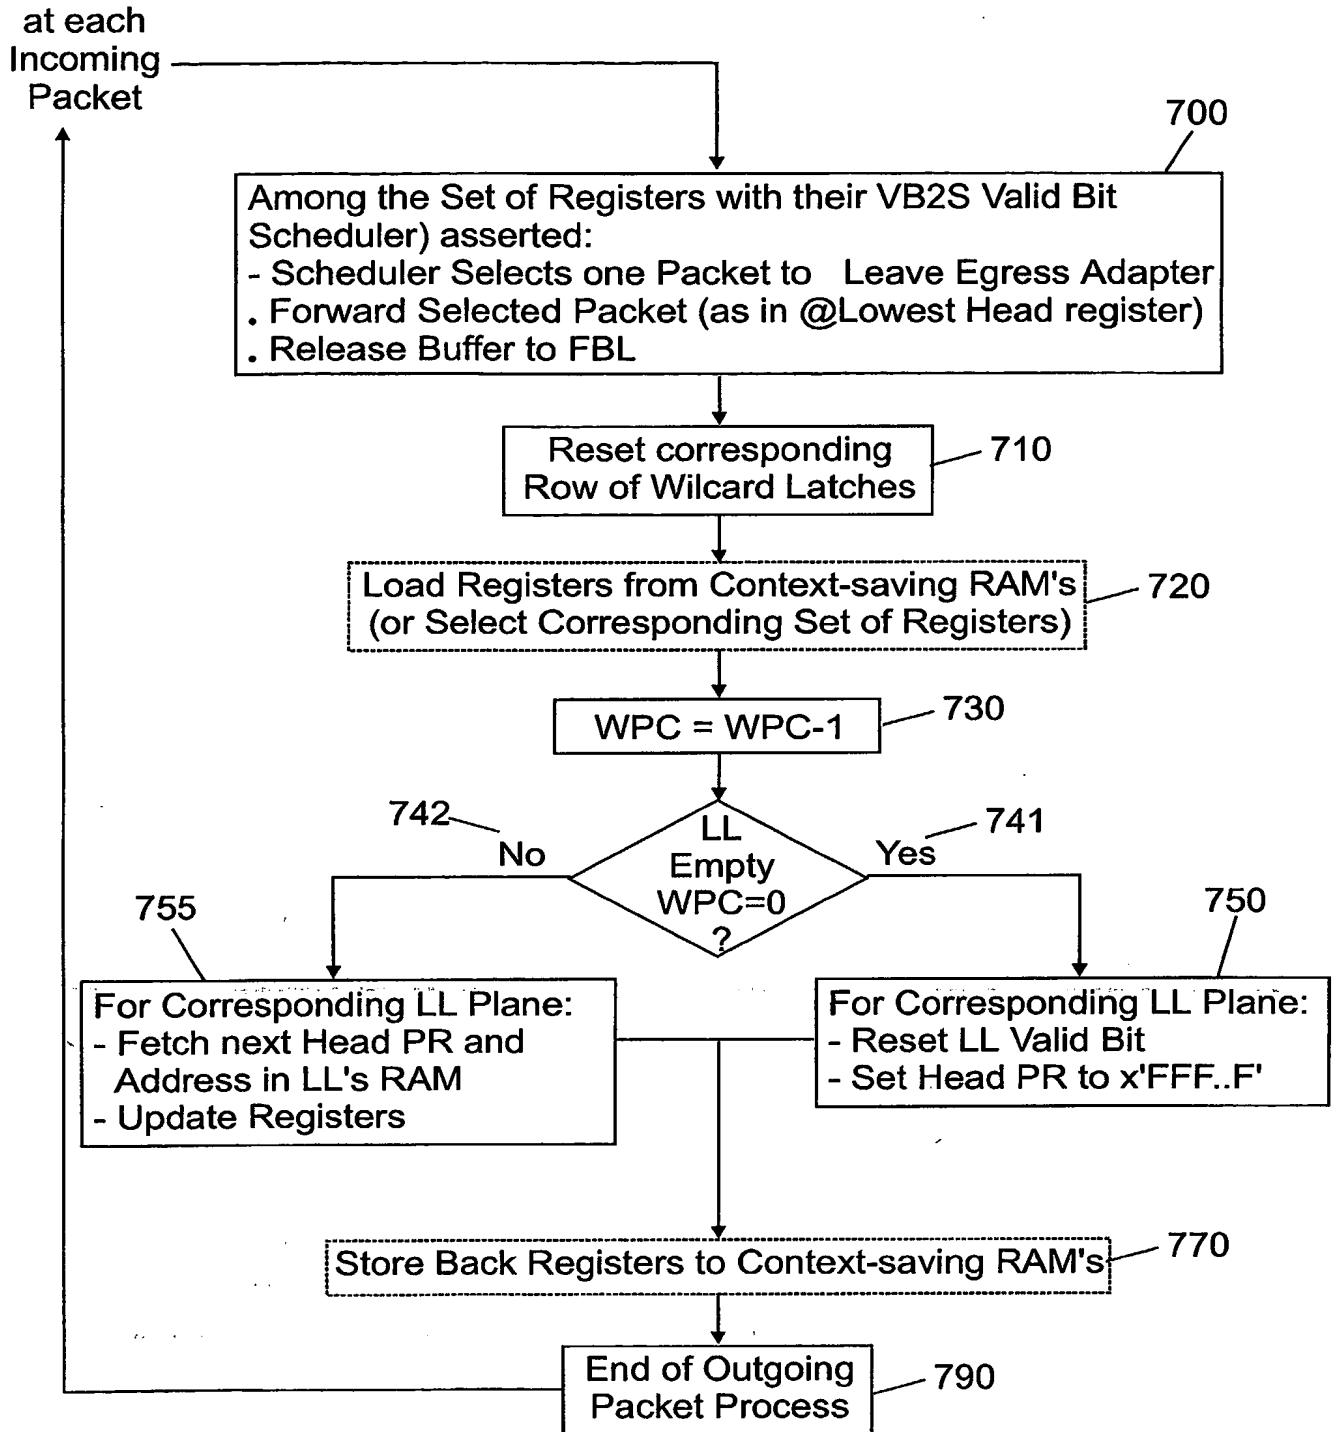 at each
Incoming
Packet
700
Among the Set of Registers with their VB2S Valid Bit
Scheduler) asserted:
- Scheduler Selects one Packet to Leave Egress Adapter
. Forward Selected Packet (as in @Lowest Head register)
. Release Buffer to FBL
Reset corresponding
Row of Wilcard Latches
710
Load Registers from Context-saving RAM's
(or Select Corresponding Set of Registers)
720
WPC = WPC-1
730
742
No
LL
Empty
WPC=0
?
Yes
741
755
For Corresponding LL Plane:
- Fetch next Head PR and
Address in LL's RAM
- Update Registers
750
For Corresponding LL Plane:
- Reset LL Valid Bit
- Set Head PR to x'FFF..F'
Store Back Registers to Context-saving RAM's
770
End of Outgoing
Packet Process
790